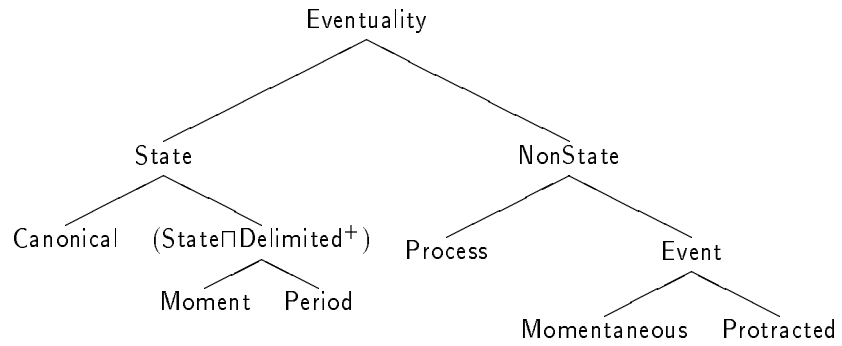 Eventuality
State NonState
Canonical (State⊓Delimited⁺) Process Event
Moment Period
Momentaneous Protracted